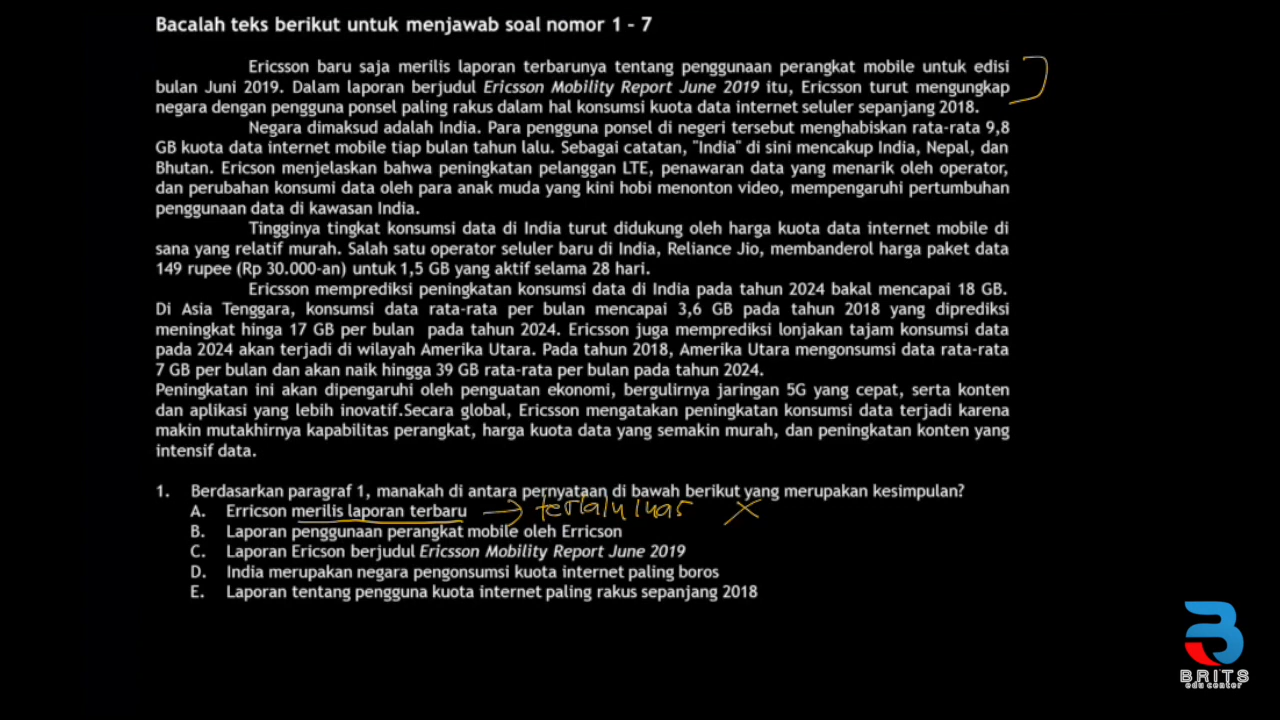 Bacalah teks berikut untuk menjawab soal nomor 1 – 7
Ericsson baru saja merilis laporan terbarunya tentang penggunaan perangkat mobile untuk edisi
bulan Juni 2019. Dalam laporan berjudul Ericsson Mobility Report June 2019 itu, Ericsson turut mengungkap
negara dengan pengguna ponsel paling rakus dalam hal konsumsi kuota data internet seluler sepanjang 2018.
Negara dimaksud adalah India. Para pengguna ponsel di negeri tersebut menghabiskan rata-rata 9,8
GB kuota data internet mobile tiap bulan tahun lalu. Sebagai catatan, "India" di sini mencakup India, Nepal, dan
Bhutan. Ericson menjelaskan bahwa peningkatan pelanggan LTE, penawaran data yang menarik oleh operator,
dan perubahan konsumi data oleh para anak muda yang kini hobi menonton video, mempengaruhi pertumbuhan
penggunaan data di kawasan India.
Tingginya tingkat konsumsi data di India turut didukung oleh harga kuota data internet mobile di
sana yang relatif murah. Salah satu operator seluler baru di India, Reliance Jio, membanderol harga paket data
149 rupee (Rp 30.000-an) untuk 1,5 GB yang aktif selama 28 hari.
Ericsson memprediksi peningkatan konsumsi data di India pada tahun 2024 bakal mencapai 18 GB.
Di Asia Tenggara, konsumsi data rata-rata per bulan mencapai 3,6 GB pada tahun 2018 yang diprediksi
meningkat hinga 17 GB per bulan pada tahun 2024. Ericsson juga memprediksi lonjakan tajam konsumsi data
pada 2024 akan terjadi di wilayah Amerika Utara. Pada tahun 2018, Amerika Utara mengonsumsi data rata-rata
7 GB per bulan dan akan naik hingga 39 GB rata-rata per bulan pada tahun 2024.
Peningkatan ini akan dipengaruhi oleh penguatan ekonomi, bergulirnya jaringan 5G yang cepat, serta konten
dan aplikasi yang lebih inovatif.Secara global, Ericsson mengatakan peningkatan konsumsi data terjadi karena
makin mutakhirnya kapabilitas perangkat, harga kuota data yang semakin murah, dan peningkatan konten yang
intensif data.
1. Berdasarkan paragraf 1, manakah di antara pernyataan di bawah berikut yang merupakan kesimpulan?
A. Erricson merilis laporan terbaru → terlalu luas X
B. Laporan penggunaan perangkat mobile oleh Erricson
C. Laporan Ericson berjudul Ericsson Mobility Report June 2019
D. India merupakan negara pengonsumsi kuota internet paling boros
E. Laporan tentang pengguna kuota internet paling rakus sepanjang 2018
BRITS
edu center